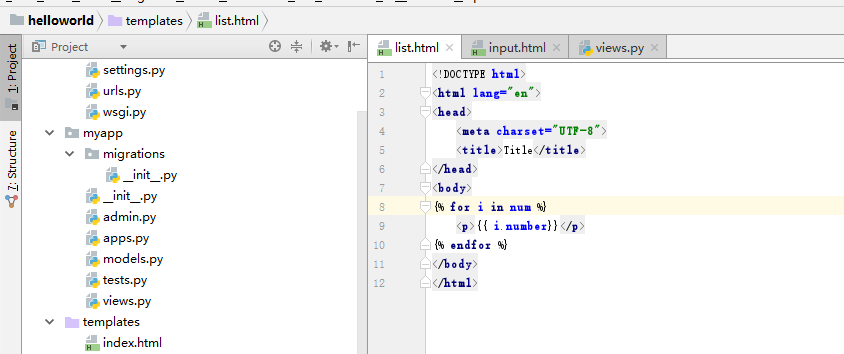 helloworld templates list.html
1: Project
7: Structure
Project
settings.py
urls.py
wsgi.py
myapp
migrations
__init__.py
__init__.py
admin.py
apps.py
models.py
tests.py
views.py
templates
index.html
list.html input.html views.py
1 <!DOCTYPE html>
2 <html lang="en">
3 <head>
4 <meta charset="UTF-8">
5 <title>Title</title>
6 </head>
7 <body>
8 {% for i in num %}
9 <p>{{ i.number}}</p>
10 {% endfor %}
11 </body>
12 </html>